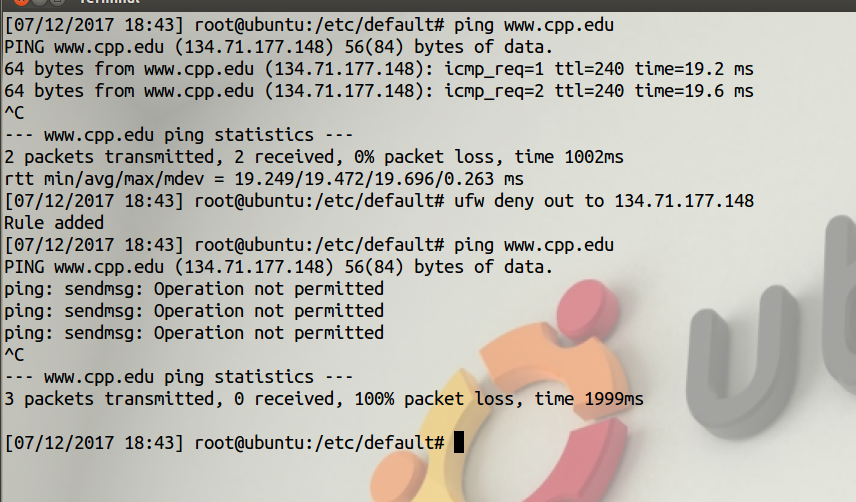 Terminal
[07/12/2017 18:43] root@ubuntu:/etc/default# ping www.cpp.edu
PING www.cpp.edu (134.71.177.148) 56(84) bytes of data.
64 bytes from www.cpp.edu (134.71.177.148): icmp_req=1 ttl=240 time=19.2 ms
64 bytes from www.cpp.edu (134.71.177.148): icmp_req=2 ttl=240 time=19.6 ms
^C
--- www.cpp.edu ping statistics ---
2 packets transmitted, 2 received, 0% packet loss, time 1002ms
rtt min/avg/max/mdev = 19.249/19.472/19.696/0.263 ms
[07/12/2017 18:43] root@ubuntu:/etc/default# ufw deny out to 134.71.177.148
Rule added
[07/12/2017 18:43] root@ubuntu:/etc/default# ping www.cpp.edu
PING www.cpp.edu (134.71.177.148) 56(84) bytes of data.
ping: sendmsg: Operation not permitted
ping: sendmsg: Operation not permitted
ping: sendmsg: Operation not permitted
^C
--- www.cpp.edu ping statistics ---
3 packets transmitted, 0 received, 100% packet loss, time 1999ms
[07/12/2017 18:43] root@ubuntu:/etc/default#
ub